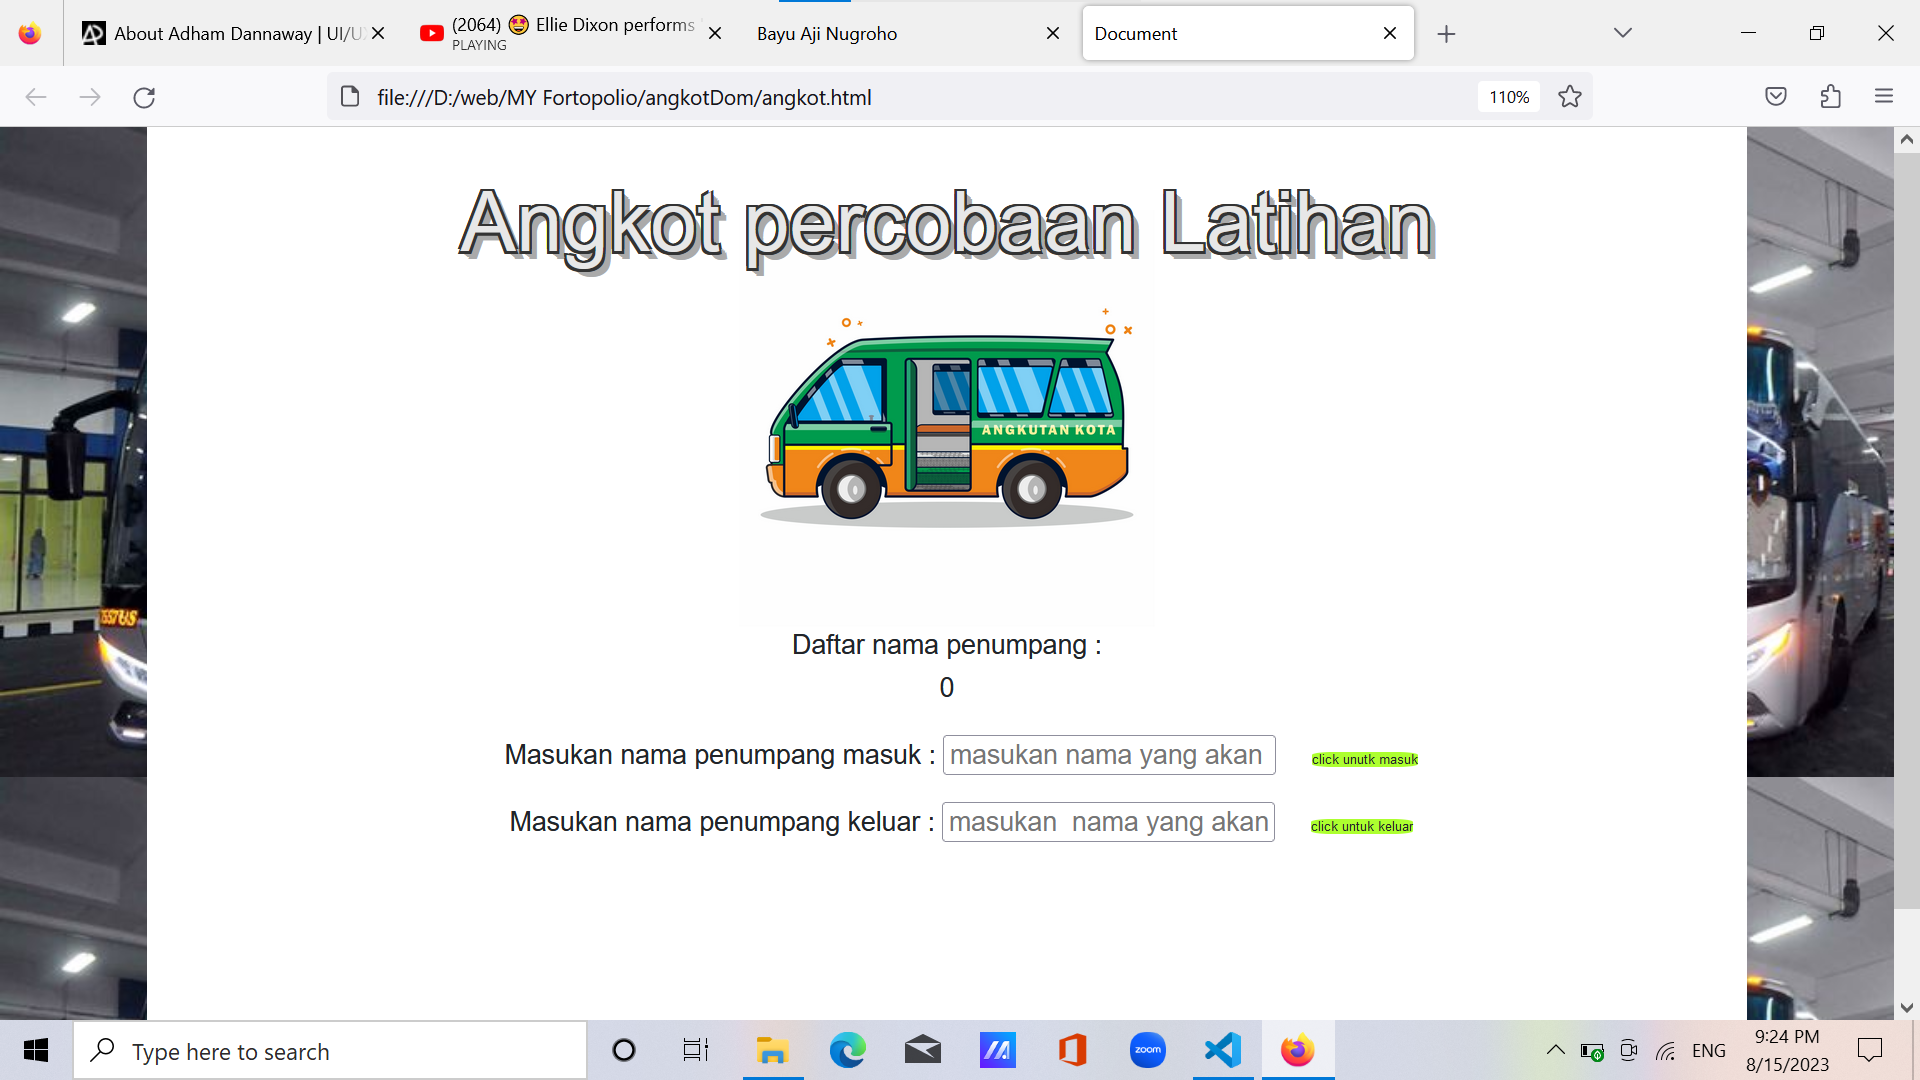 About Adham Dannaway | UI/U
(2064) 🤩 Ellie Dixon performs
PLAYING
Bayu Aji Nugroho
Document
file:///D:/web/MY Fortopolio/angkotDom/angkot.html
110%
Angkot percobaan Latihan
ANGKUTAN KOTA
Daftar nama penumpang :
0
Masukan nama penumpang masuk : masukan nama yang akan
click unutk masuk
Masukan nama penumpang keluar : masukan  nama yang akan
click untuk keluar
Type here to search
zoom
ENG
9:24 PM
8/15/2023